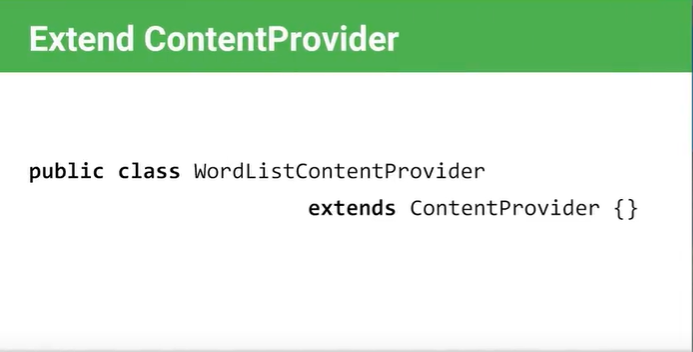 Extend ContentProvider
public class WordListContentProvider
extends ContentProvider {}